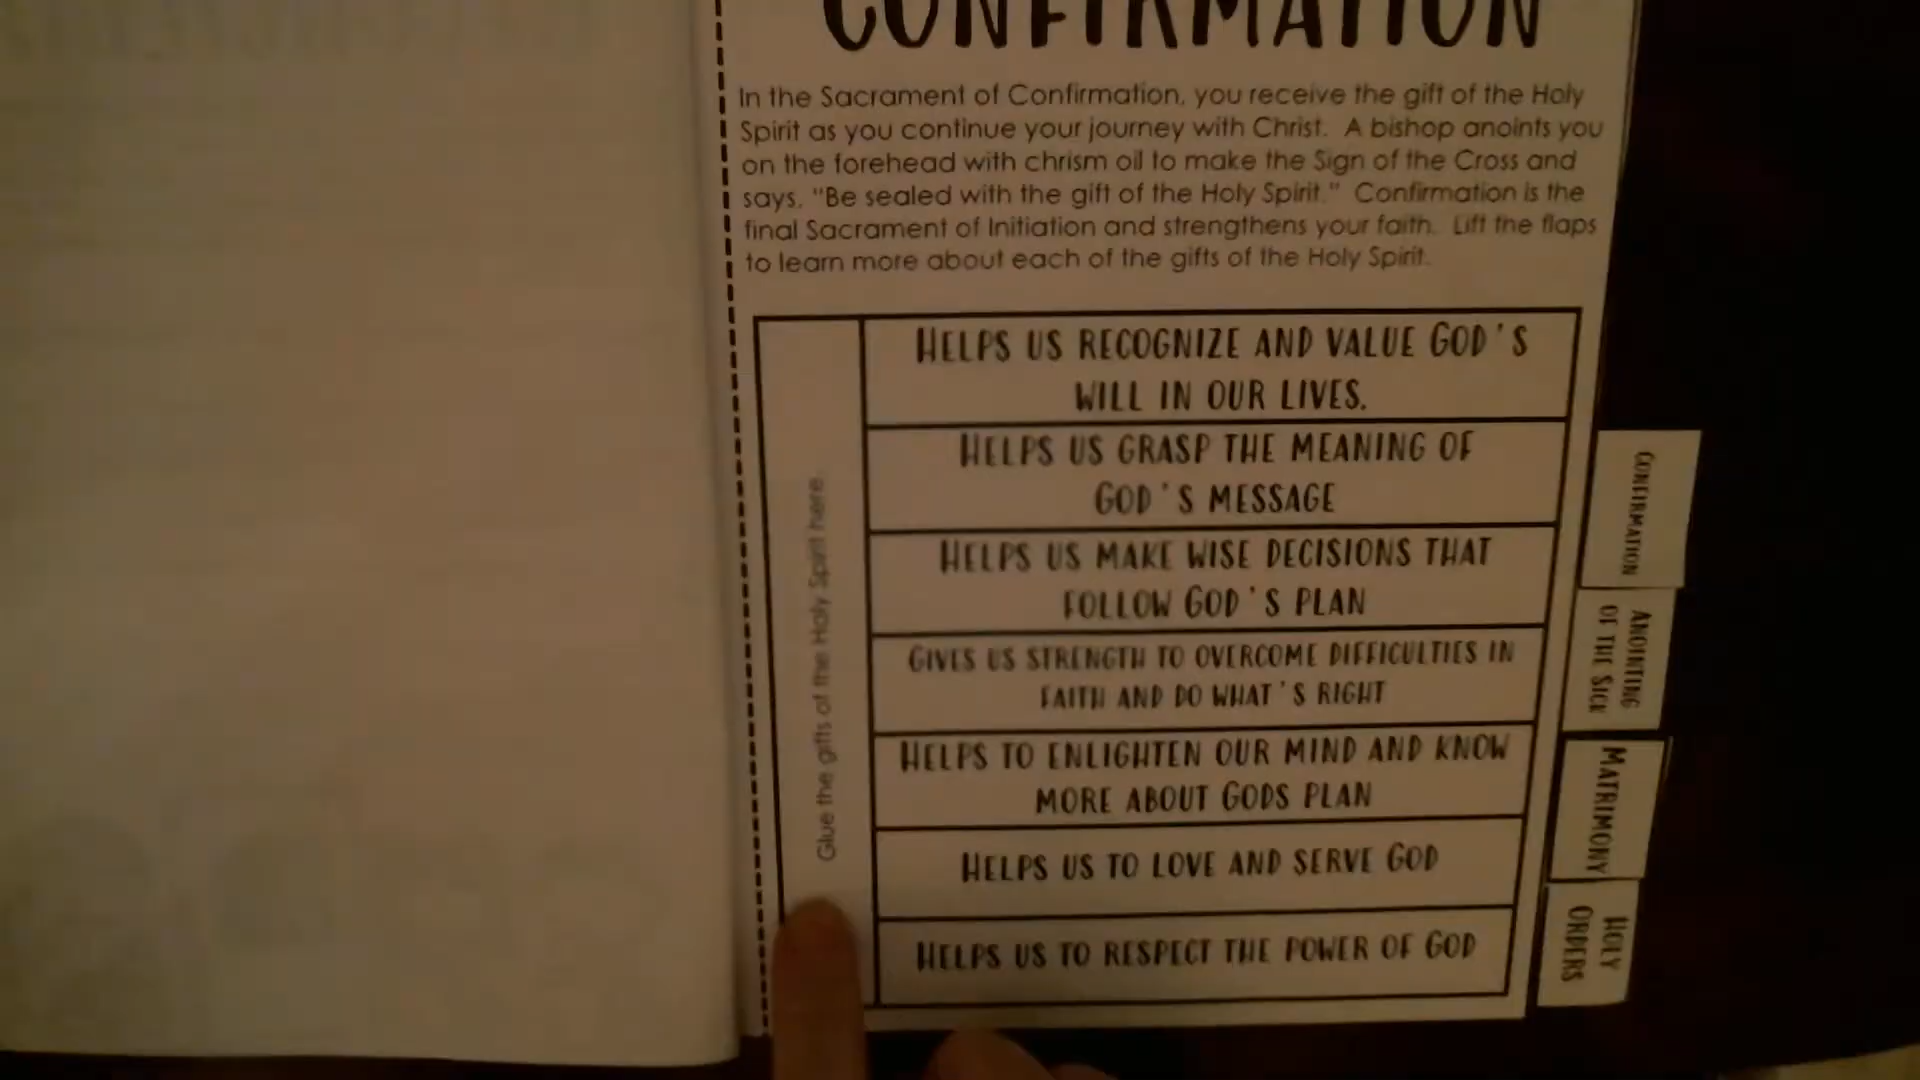 CONFIRMATION
In the Sacrament of Confirmation, you receive the gift of the Holy
Spirit as you continue your journey with Christ. A bishop anoints you
on the forehead with chrism oil to make the Sign of the Cross and
says, "Be sealed with the gift of the Holy Spirit." Confirmation is the
final Sacrament of Initiation and strengthens your faith. Lift the flaps
to learn more about each of the gifts of the Holy Spirit.
Glue the gifts of the Holy Spirit here.
HELPS US RECOGNIZE AND VALUE GOD'S
WILL IN OUR LIVES.
HELPS US GRASP THE MEANING OF
GOD'S MESSAGE
HELPS US MAKE WISE DECISIONS THAT
FOLLOW GOD'S PLAN
GIVES US STRENGTH TO OVERCOME DIFFICULTIES IN
FAITH AND DO WHAT'S RIGHT
HELPS TO ENLIGHTEN OUR MIND AND KNOW
MORE ABOUT GODS PLAN
HELPS US TO LOVE AND SERVE GOD
HELPS US TO RESPECT THE POWER OF GOD
CONFIRMATION
ANOINTING
OF THE SICK
MATRIMONY
HOLY
ORDERS